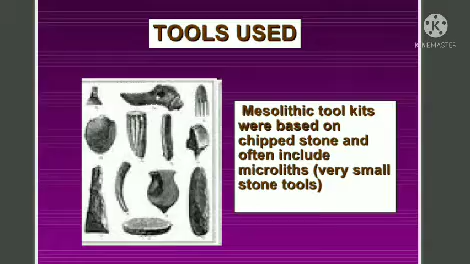 TOOLS USED
KINEMASTER
Mesolithic tool kits
were based on
chipped stone and
often include
microliths (very small
stone tools)